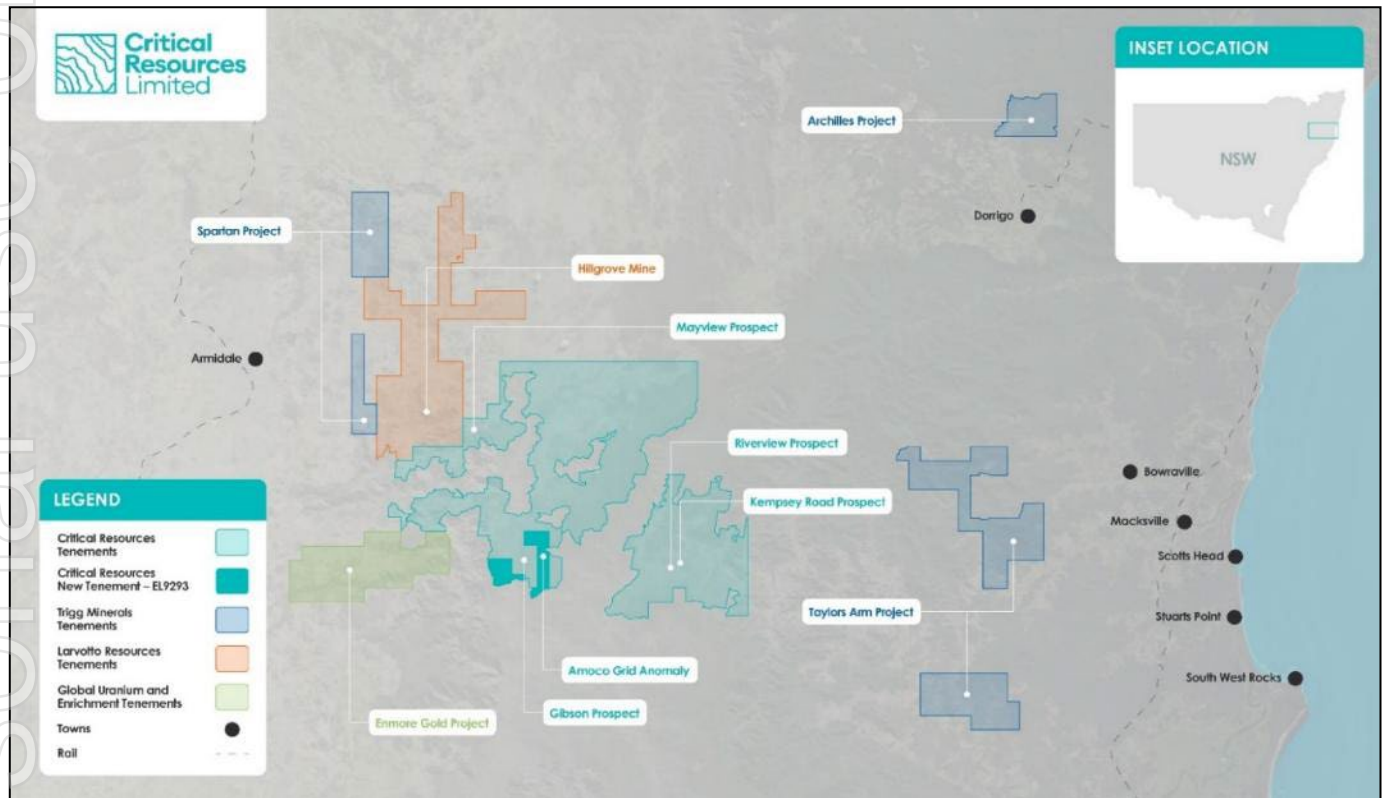 Critical
Resources
Limited
INSET LOCATION
NSW
Archilles Project
Dorrigo
Spartan Project
Hillgrove Mine
Mayview Prospect
Armidale
Riverview Prospect
Kempsey Road Prospect
Bowraville
Macksville
Scotts Head
Taylors Arm Project
Stuarts Point
Amoco Grid Anomaly
South West Rocks
Gibson Prospect
Enmore Gold Project
LEGEND
Critical Resources
Tenements
Critical Resources
New Tenement – EL9293
Trigg Minerals
Tenements
Larvotto Resources
Tenements
Global Uranium and
Enrichment Tenements
Towns
Rail